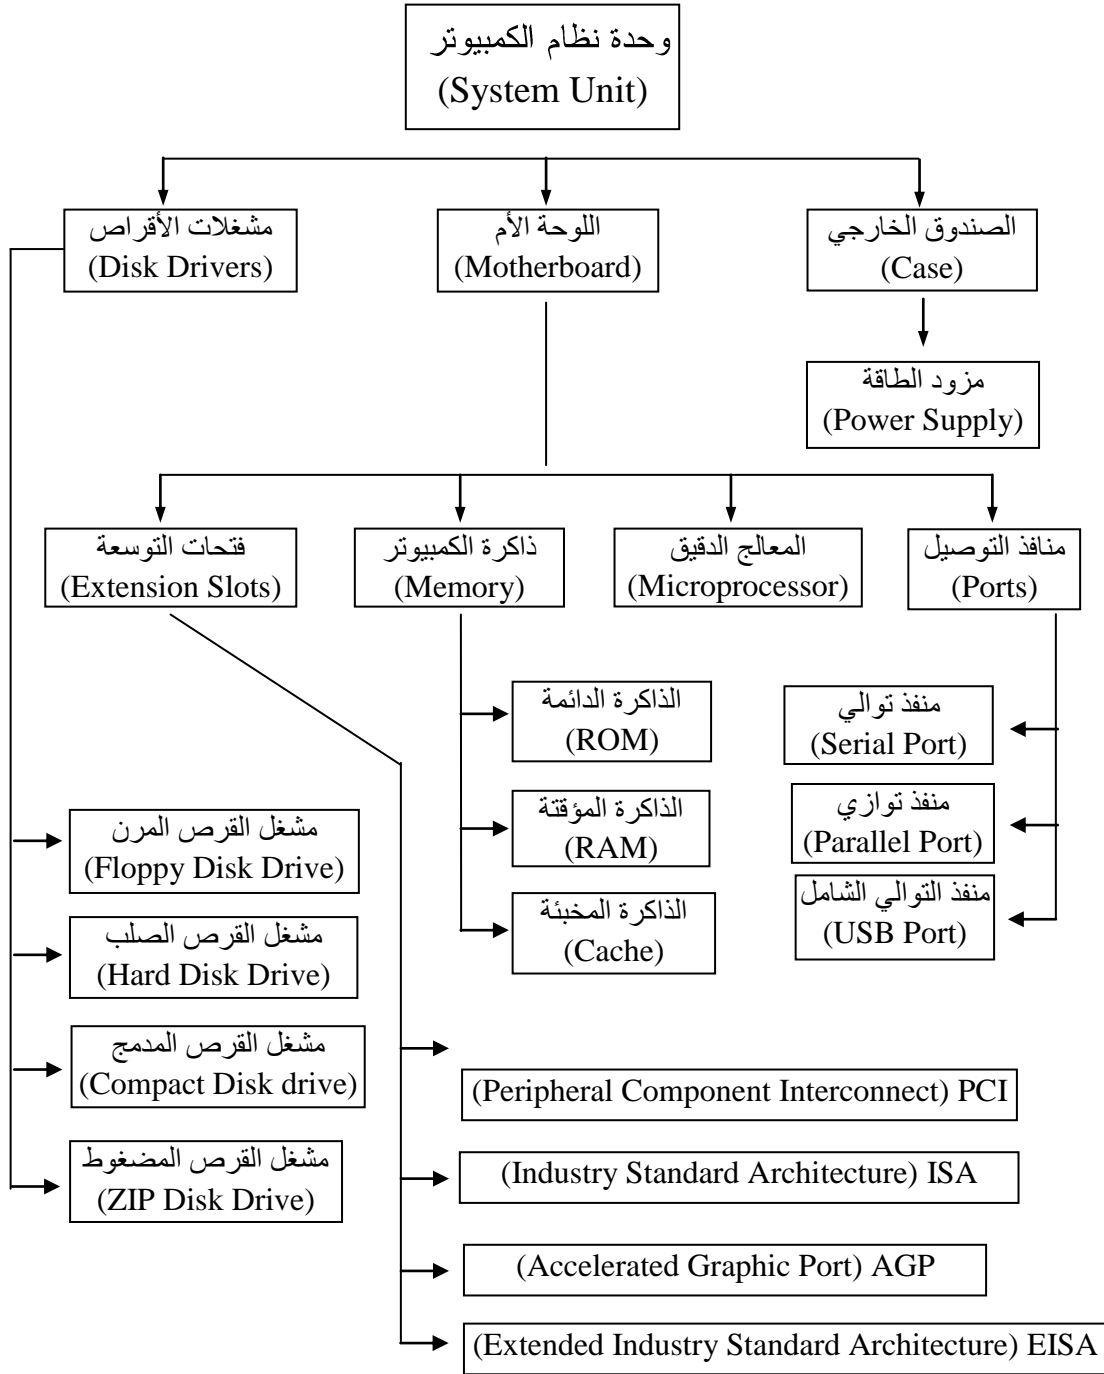 وحدة نظام الكمبيوتر
(System Unit)
الصندوق الخارجي
(Case)
اللوحة الأم
(Motherboard)
مشغلات الأقراص
(Disk Drivers)
مزود الطاقة
(Power Supply)
منافذ التوصيل
(Ports)
المعالج الدقيق
(Microprocessor)
ذاكرة الكمبيوتر
(Memory)
فتحات التوسعة
(Extension Slots)
منفذ توالي
(Serial Port)
منفذ توازي
(Parallel Port)
منفذ التوالي الشامل
(USB Port)
الذاكرة الدائمة
(ROM)
الذاكرة المؤقتة
(RAM)
الذاكرة المخبئة
(Cache)
مشغل القرص المرن
(Floppy Disk Drive)
مشغل القرص الصلب
(Hard Disk Drive)
مشغل القرص المدمج
(Compact Disk drive)
مشغل القرص المضغوط
(ZIP Disk Drive)
(Peripheral Component Interconnect) PCI
(Industry Standard Architecture) ISA
(Accelerated Graphic Port) AGP
(Extended Industry Standard Architecture) EISA